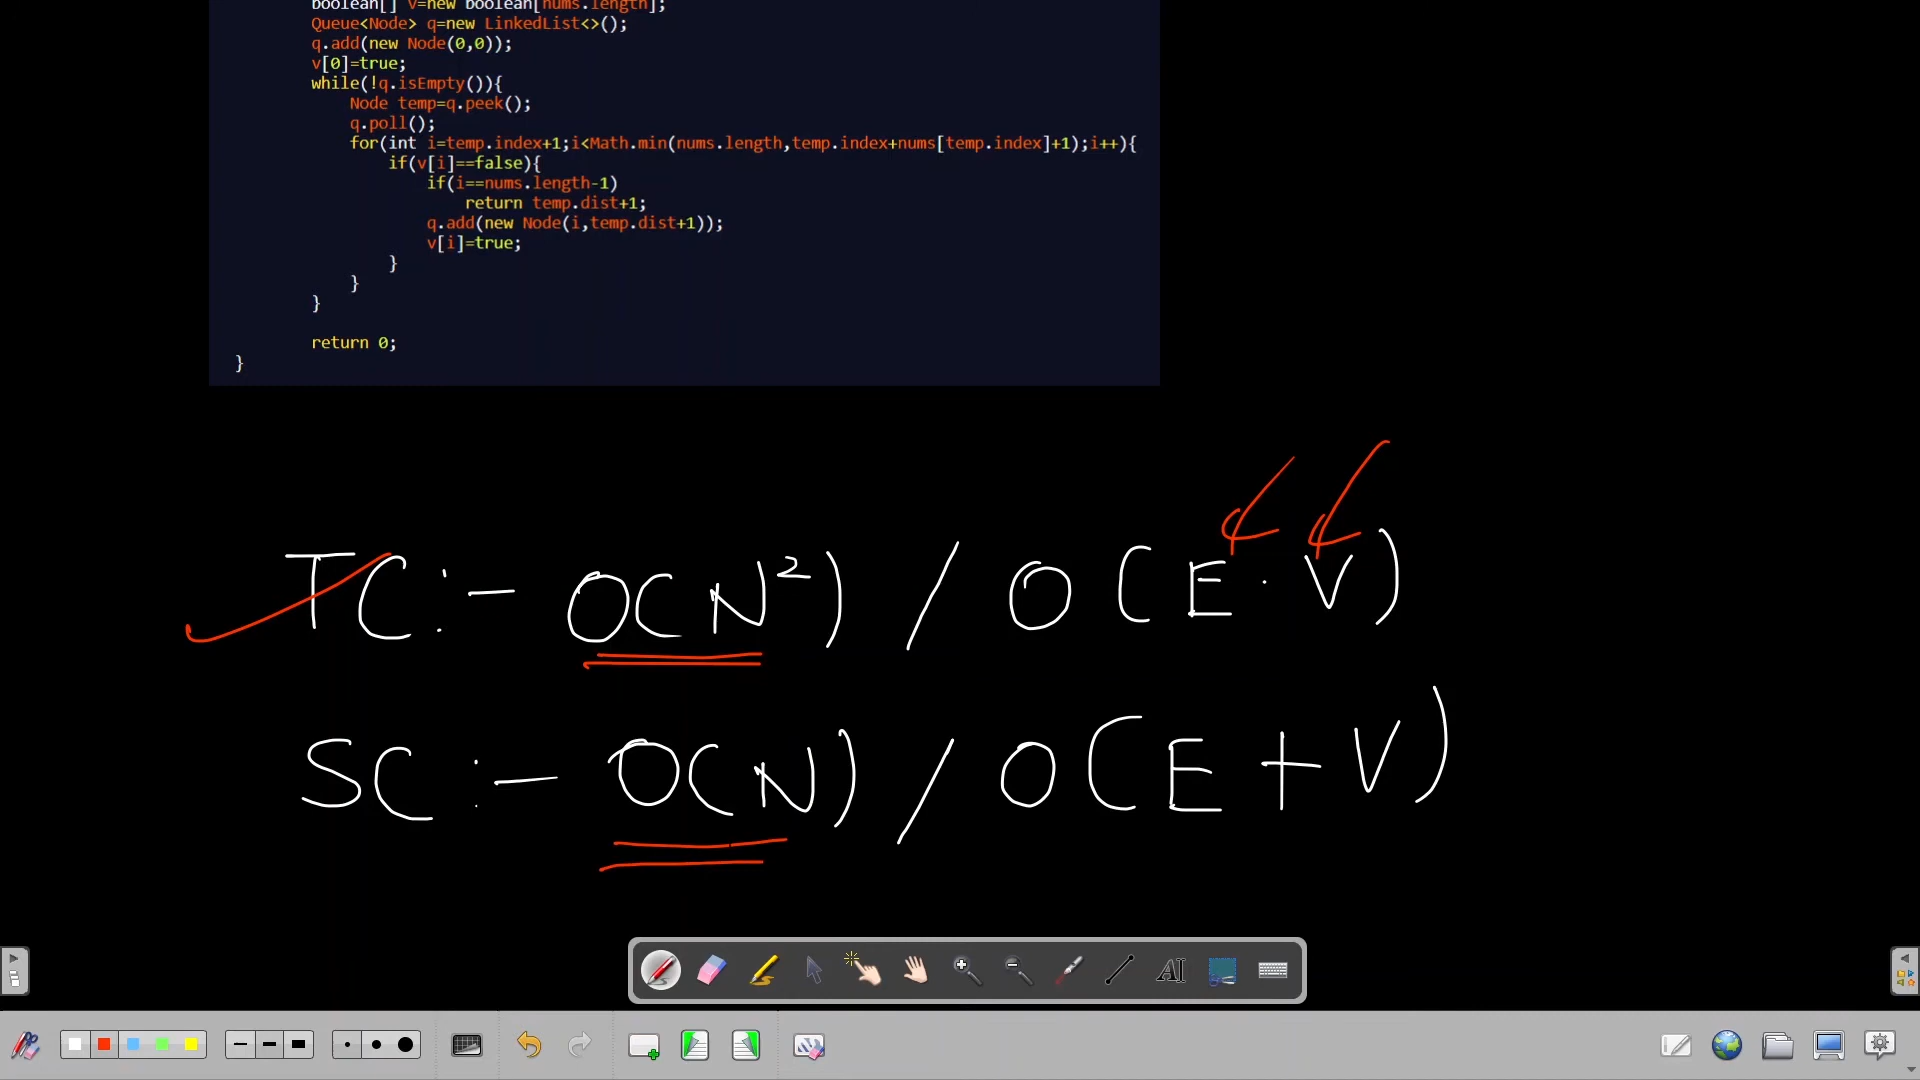 boolean[] v=new boolean[nums.length];
Queue<Node> q=new LinkedList<>();
q.add(new Node(0,0));
v[0]=true;
while(!q.isEmpty()){
Node temp=q.peek();
q.poll();
for(int i=temp.index+1;i<Math.min(nums.length,temp.index+nums[temp.index]+1);i++){
if(v[i]==false){
if(i==nums.length-1)
return temp.dist+1;
q.add(new Node(i,temp.dist+1));
v[i]=true;
}
}
}
return 0;
}
TC:- O(N²) / O(E·V)
SC:- O(N) / O(E+V)
AI